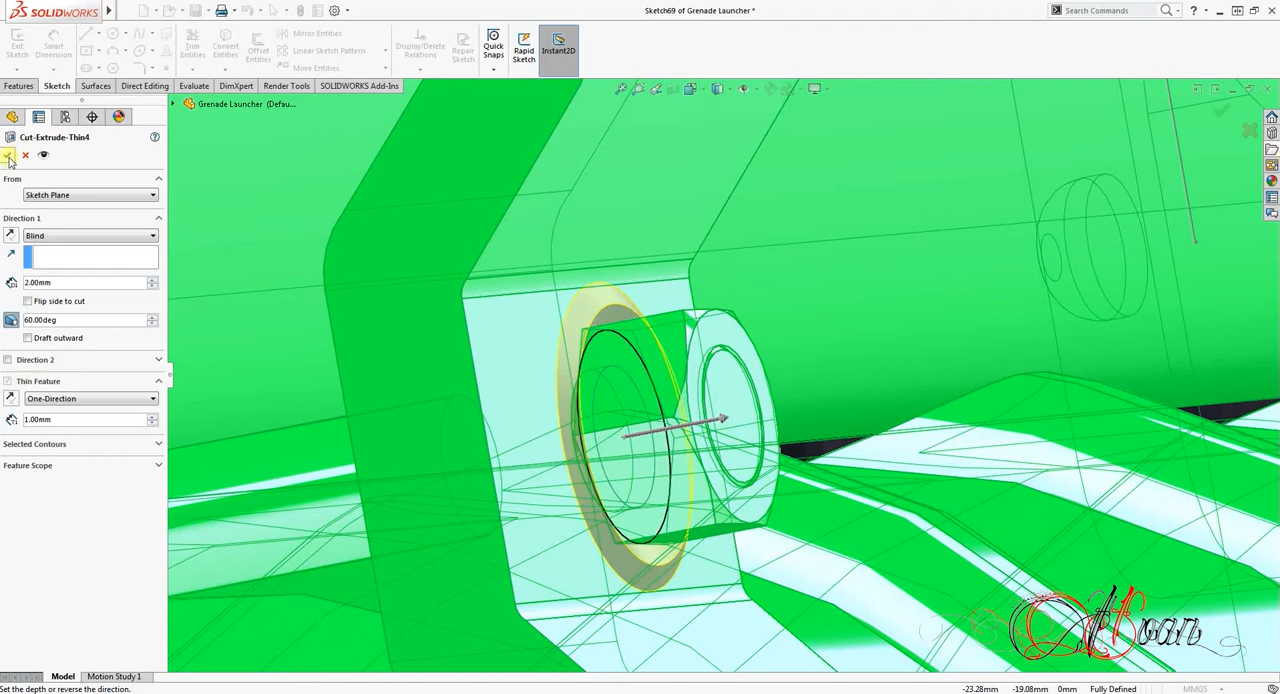 SOLIDWORKS
Sketch69 of Grenade Launcher *
Search Commands
Exit Sketch
Smart Dimension
Trim Entities
Convert Entities
Offset Entities
Mirror Entities
Linear Sketch Pattern
Move Entities
Display/Delete Relations
Repair Sketch
Quick Snaps
Rapid Sketch
Instant2D
Features
Sketch
Surfaces
Direct Editing
Evaluate
DimXpert
Render Tools
SOLIDWORKS Add-Ins
Grenade Launcher (Defau...
Cut-Extrude-Thin4
From
Sketch Plane
Direction 1
Blind
2.00mm
Flip side to cut
60.00deg
Draft outward
Direction 2
Thin Feature
One-Direction
1.00mm
Selected Contours
Feature Scope
Model
Motion Study 1
Set the depth or reverse the direction.
-23.28mm
-19.08mm
0mm
Fully Defined
MMGS